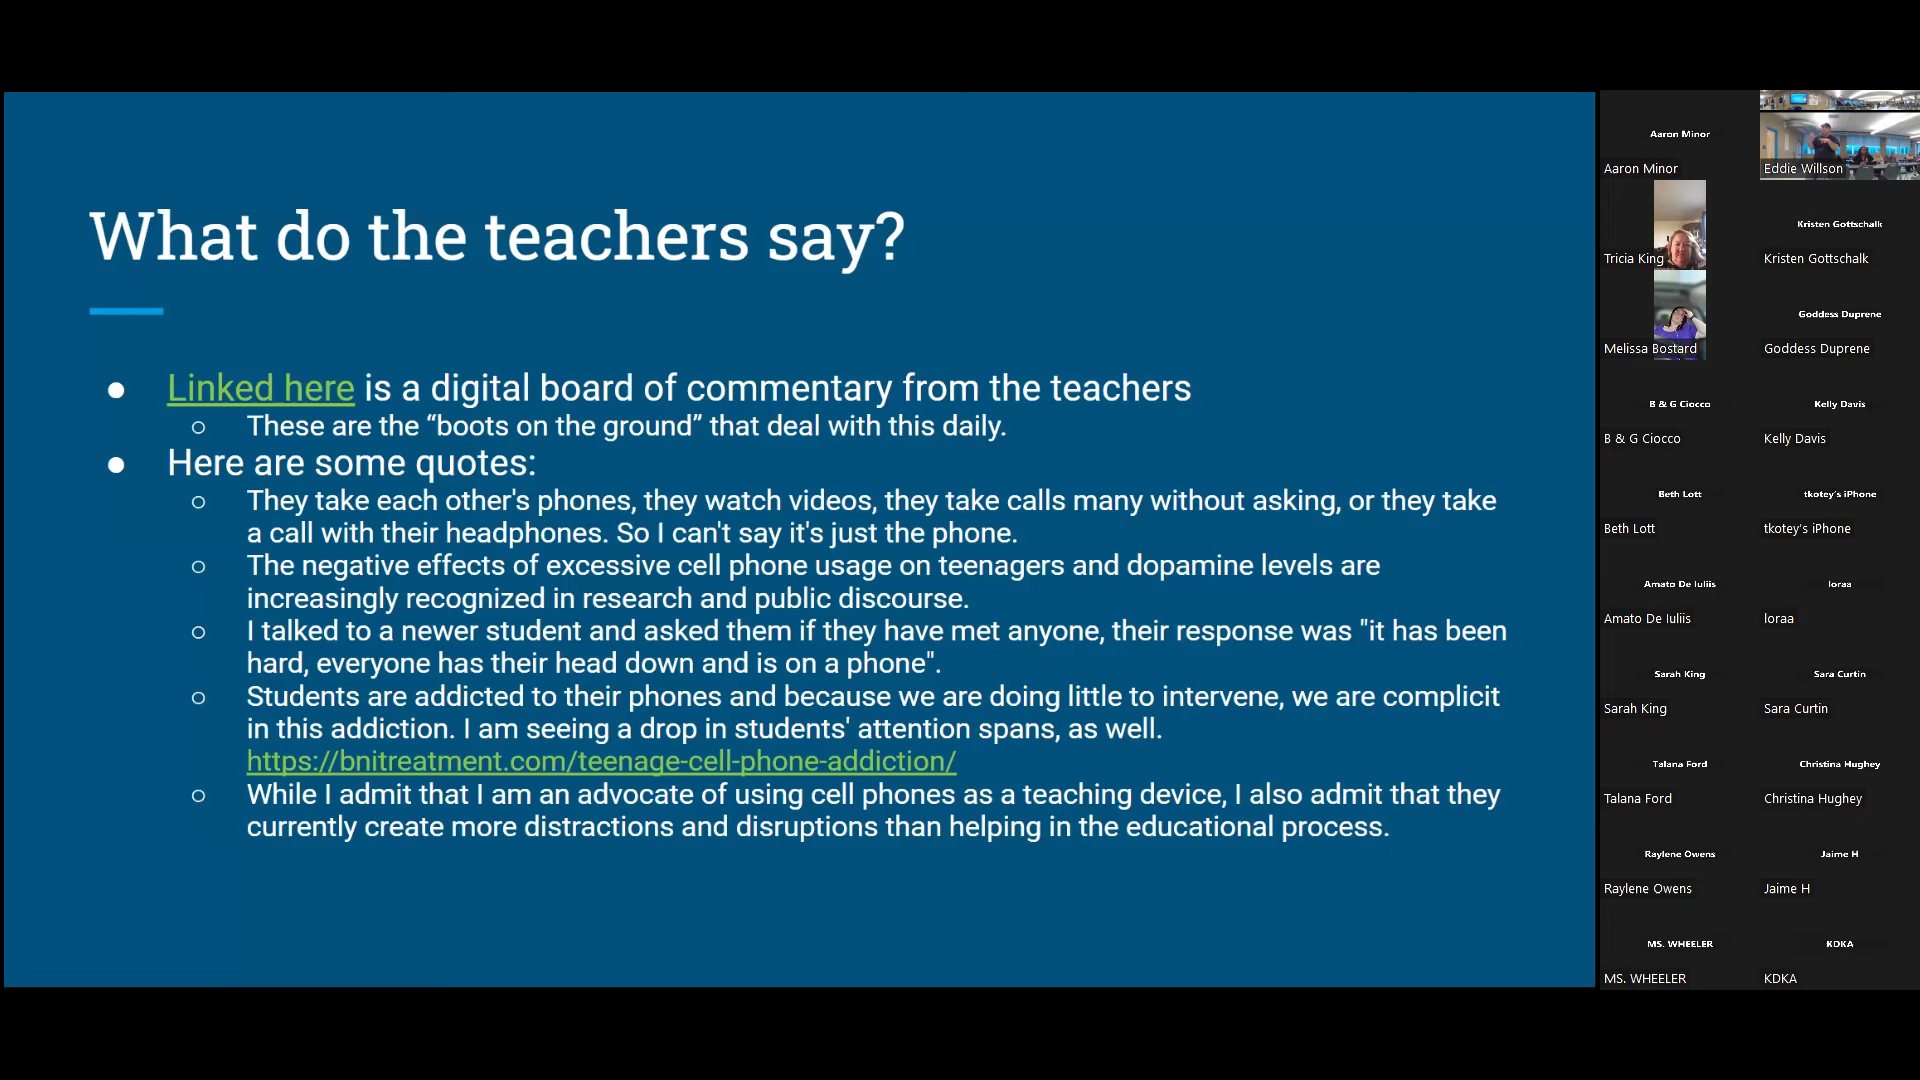 What do the teachers say?
● Linked here is a digital board of commentary from the teachers
○ These are the “boots on the ground” that deal with this daily.
● Here are some quotes:
○ They take each other's phones, they watch videos, they take calls many without asking, or they take
a call with their headphones. So I can't say it's just the phone.
○ The negative effects of excessive cell phone usage on teenagers and dopamine levels are
increasingly recognized in research and public discourse.
○ I talked to a newer student and asked them if they have met anyone, their response was "it has been
hard, everyone has their head down and is on a phone".
○ Students are addicted to their phones and because we are doing little to intervene, we are complicit
in this addiction. I am seeing a drop in students' attention spans, as well.
https://bnitreatment.com/teenage-cell-phone-addiction/
○ While I admit that I am an advocate of using cell phones as a teaching device, I also admit that they
currently create more distractions and disruptions than helping in the educational process.
Aaron Minor
Aaron Minor
Eddie Willson
Tricia King
Kristen Gottschalk
Kristen Gottschalk
Melissa Bostard
Goddess Duprene
Goddess Duprene
B & G Ciocco
B & G Ciocco
Kelly Davis
Kelly Davis
Beth Lott
Beth Lott
tkotey's iPhone
tkotey's iPhone
Amato De Iuliis
Amato De Iuliis
loraa
loraa
Sarah King
Sarah King
Sara Curtin
Sara Curtin
Talana Ford
Talana Ford
Christina Hughey
Christina Hughey
Raylene Owens
Raylene Owens
Jaime H
Jaime H
MS. WHEELER
MS. WHEELER
KDKA
KDKA